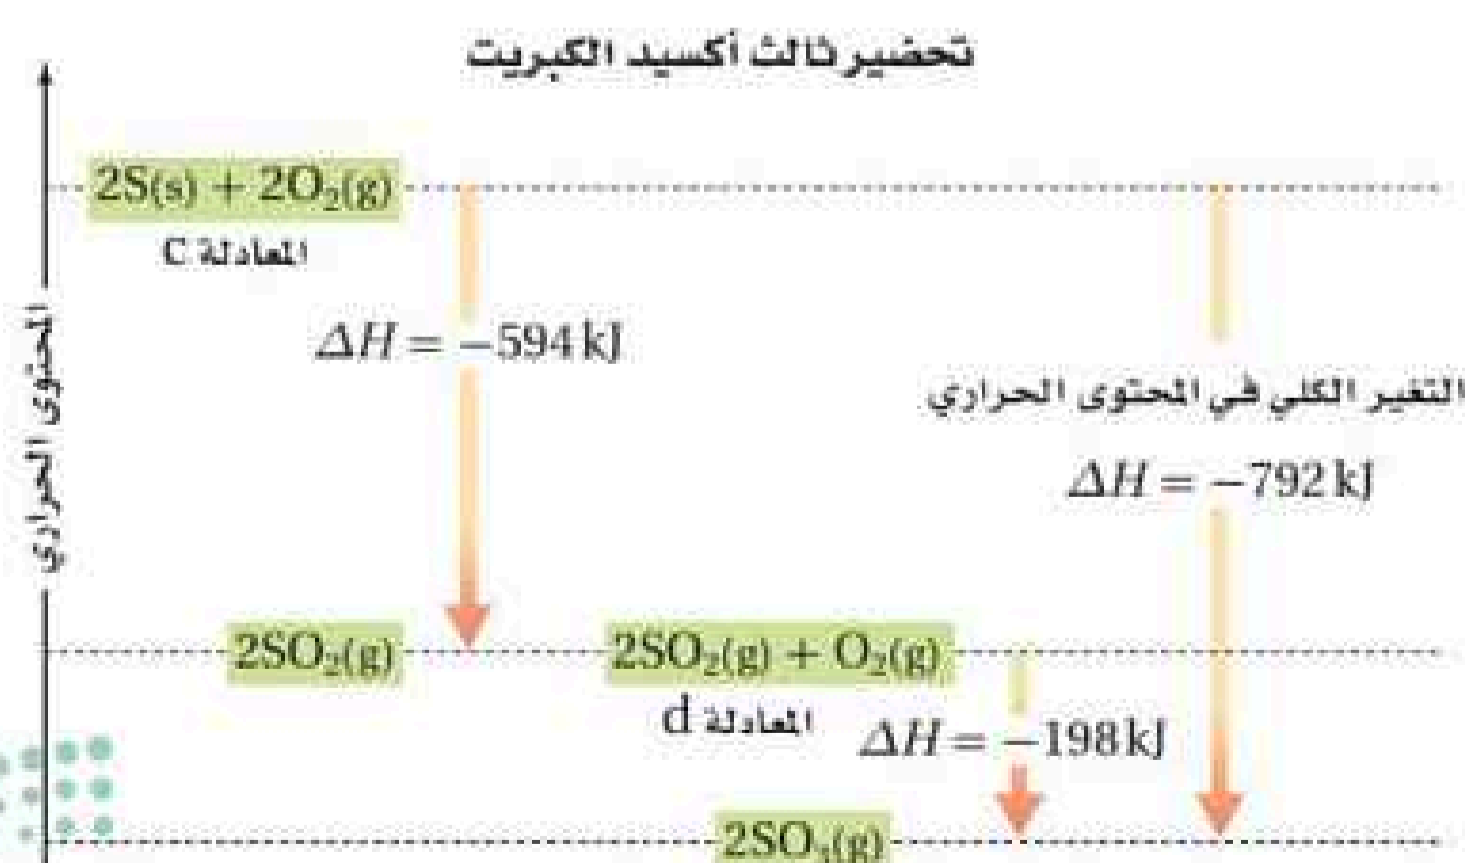 تحضير ثالث أكسيد الكبريت
2S(s) + 2O₂(g)
المعادلة C
ΔH = −594 kJ
المحتوى الحراري
التغير الكلي في المحتوى الحراري
ΔH = −792 kJ
2SO₂(g)
2SO₂(g) + O₂(g)
المعادلة d
ΔH = −198 kJ
2SO₃(g)